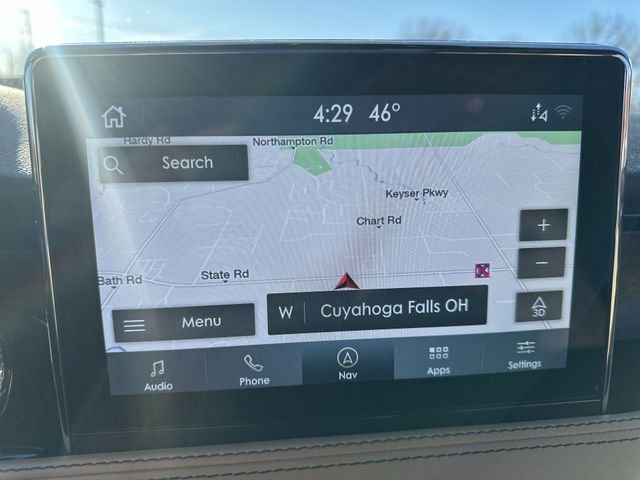 4:29 46°
Hardy Rd
Northampton Rd
Search
Keyser Pkwy
Chart Rd
+
State Rd
Bath Rd
−
3D
W Cuyahoga Falls OH
Menu
Audio
Phone
Nav
Apps
Settings